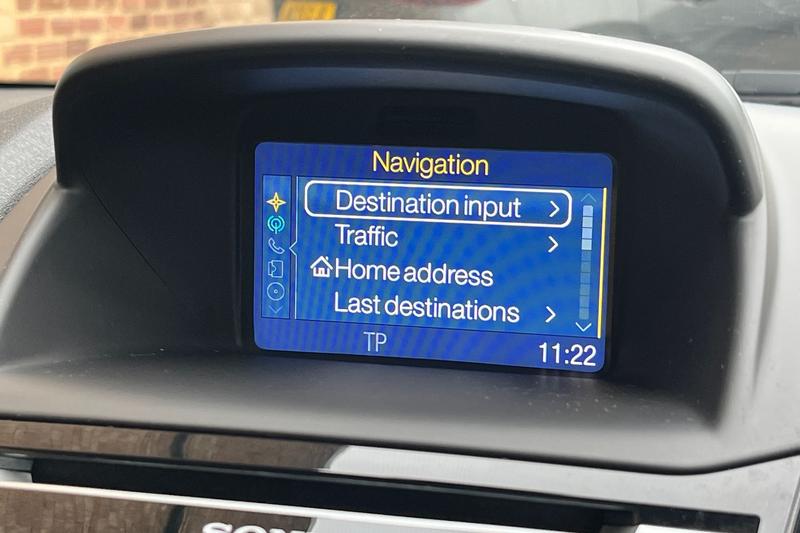 Navigation
Destination input
Traffic
Home address
Last destinations
TP
11:22